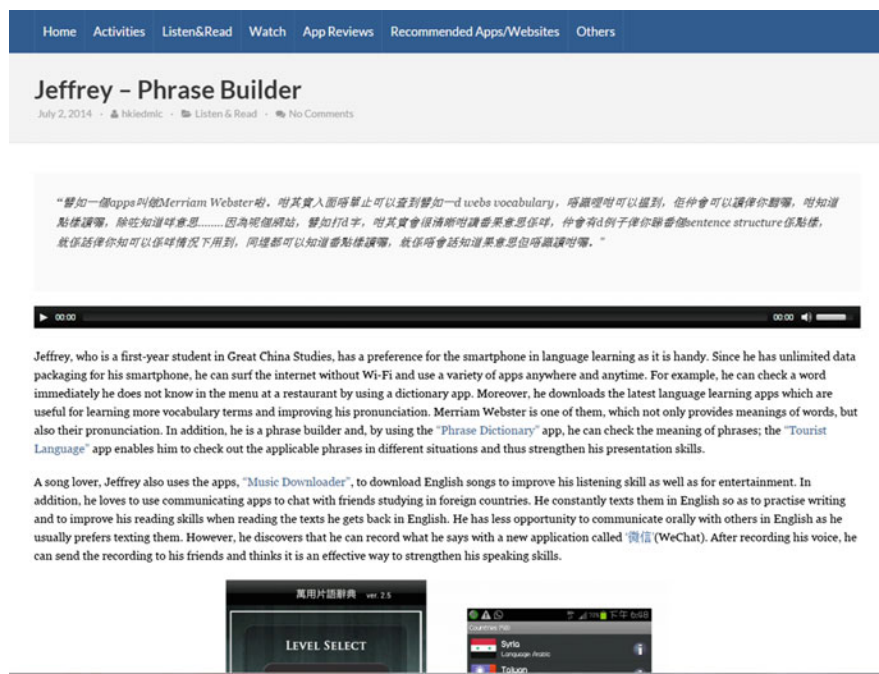 Home Activities Listen&Read Watch App Reviews Recommended Apps/Websites Others
Jeffrey – Phrase Builder
July 2, 2014 · hkiedmlc · Listen & Read · No Comments
“譬如一個apps叫做Merriam Webster啦。咁其實入面唔單止可以查到譬如一d webs vocabulary，唔識嘅咁可以搵到，佢仲會可以讀俾你聽囉，咁知道
點樣讀囉，除咗知道咩意思………因為呢個網站，譬如打d字，咁其實會很清晰咁讀番果意思係咩，仲會有d例子俾你睇番個sentence structure係點樣，
就係話俾你知可以係咩情況下用到，同埋都可以知道番點樣讀囉，就係唔會話知道果意思但唔識讀咁囉。”
00:00 00:00
Jeffrey, who is a first-year student in Great China Studies, has a preference for the smartphone in language learning as it is handy. Since he has unlimited data
packaging for his smartphone, he can surf the internet without Wi-Fi and use a variety of apps anywhere and anytime. For example, he can check a word
immediately he does not know in the menu at a restaurant by using a dictionary app. Moreover, he downloads the latest language learning apps which are
useful for learning more vocabulary terms and improving his pronunciation. Merriam Webster is one of them, which not only provides meanings of words, but
also their pronunciation. In addition, he is a phrase builder and, by using the “Phrase Dictionary” app, he can check the meaning of phrases; the “Tourist
Language” app enables him to check out the applicable phrases in different situations and thus strengthen his presentation skills.
A song lover, Jeffrey also uses the apps, “Music Downloader”, to download English songs to improve his listening skill as well as for entertainment. In
addition, he loves to use communicating apps to chat with friends studying in foreign countries. He constantly texts them in English so as to practise writing
and to improve his reading skills when reading the texts he gets back in English. He has less opportunity to communicate orally with others in English as he
usually prefers texting them. However, he discovers that he can record what he says with a new application called ‘微信’(WeChat). After recording his voice, he
can send the recording to his friends and thinks it is an effective way to strengthen his speaking skills.
萬用片語辭典 ver. 2.5
LEVEL SELECT
下午 6:48
Countries
Syria
Language Arabic